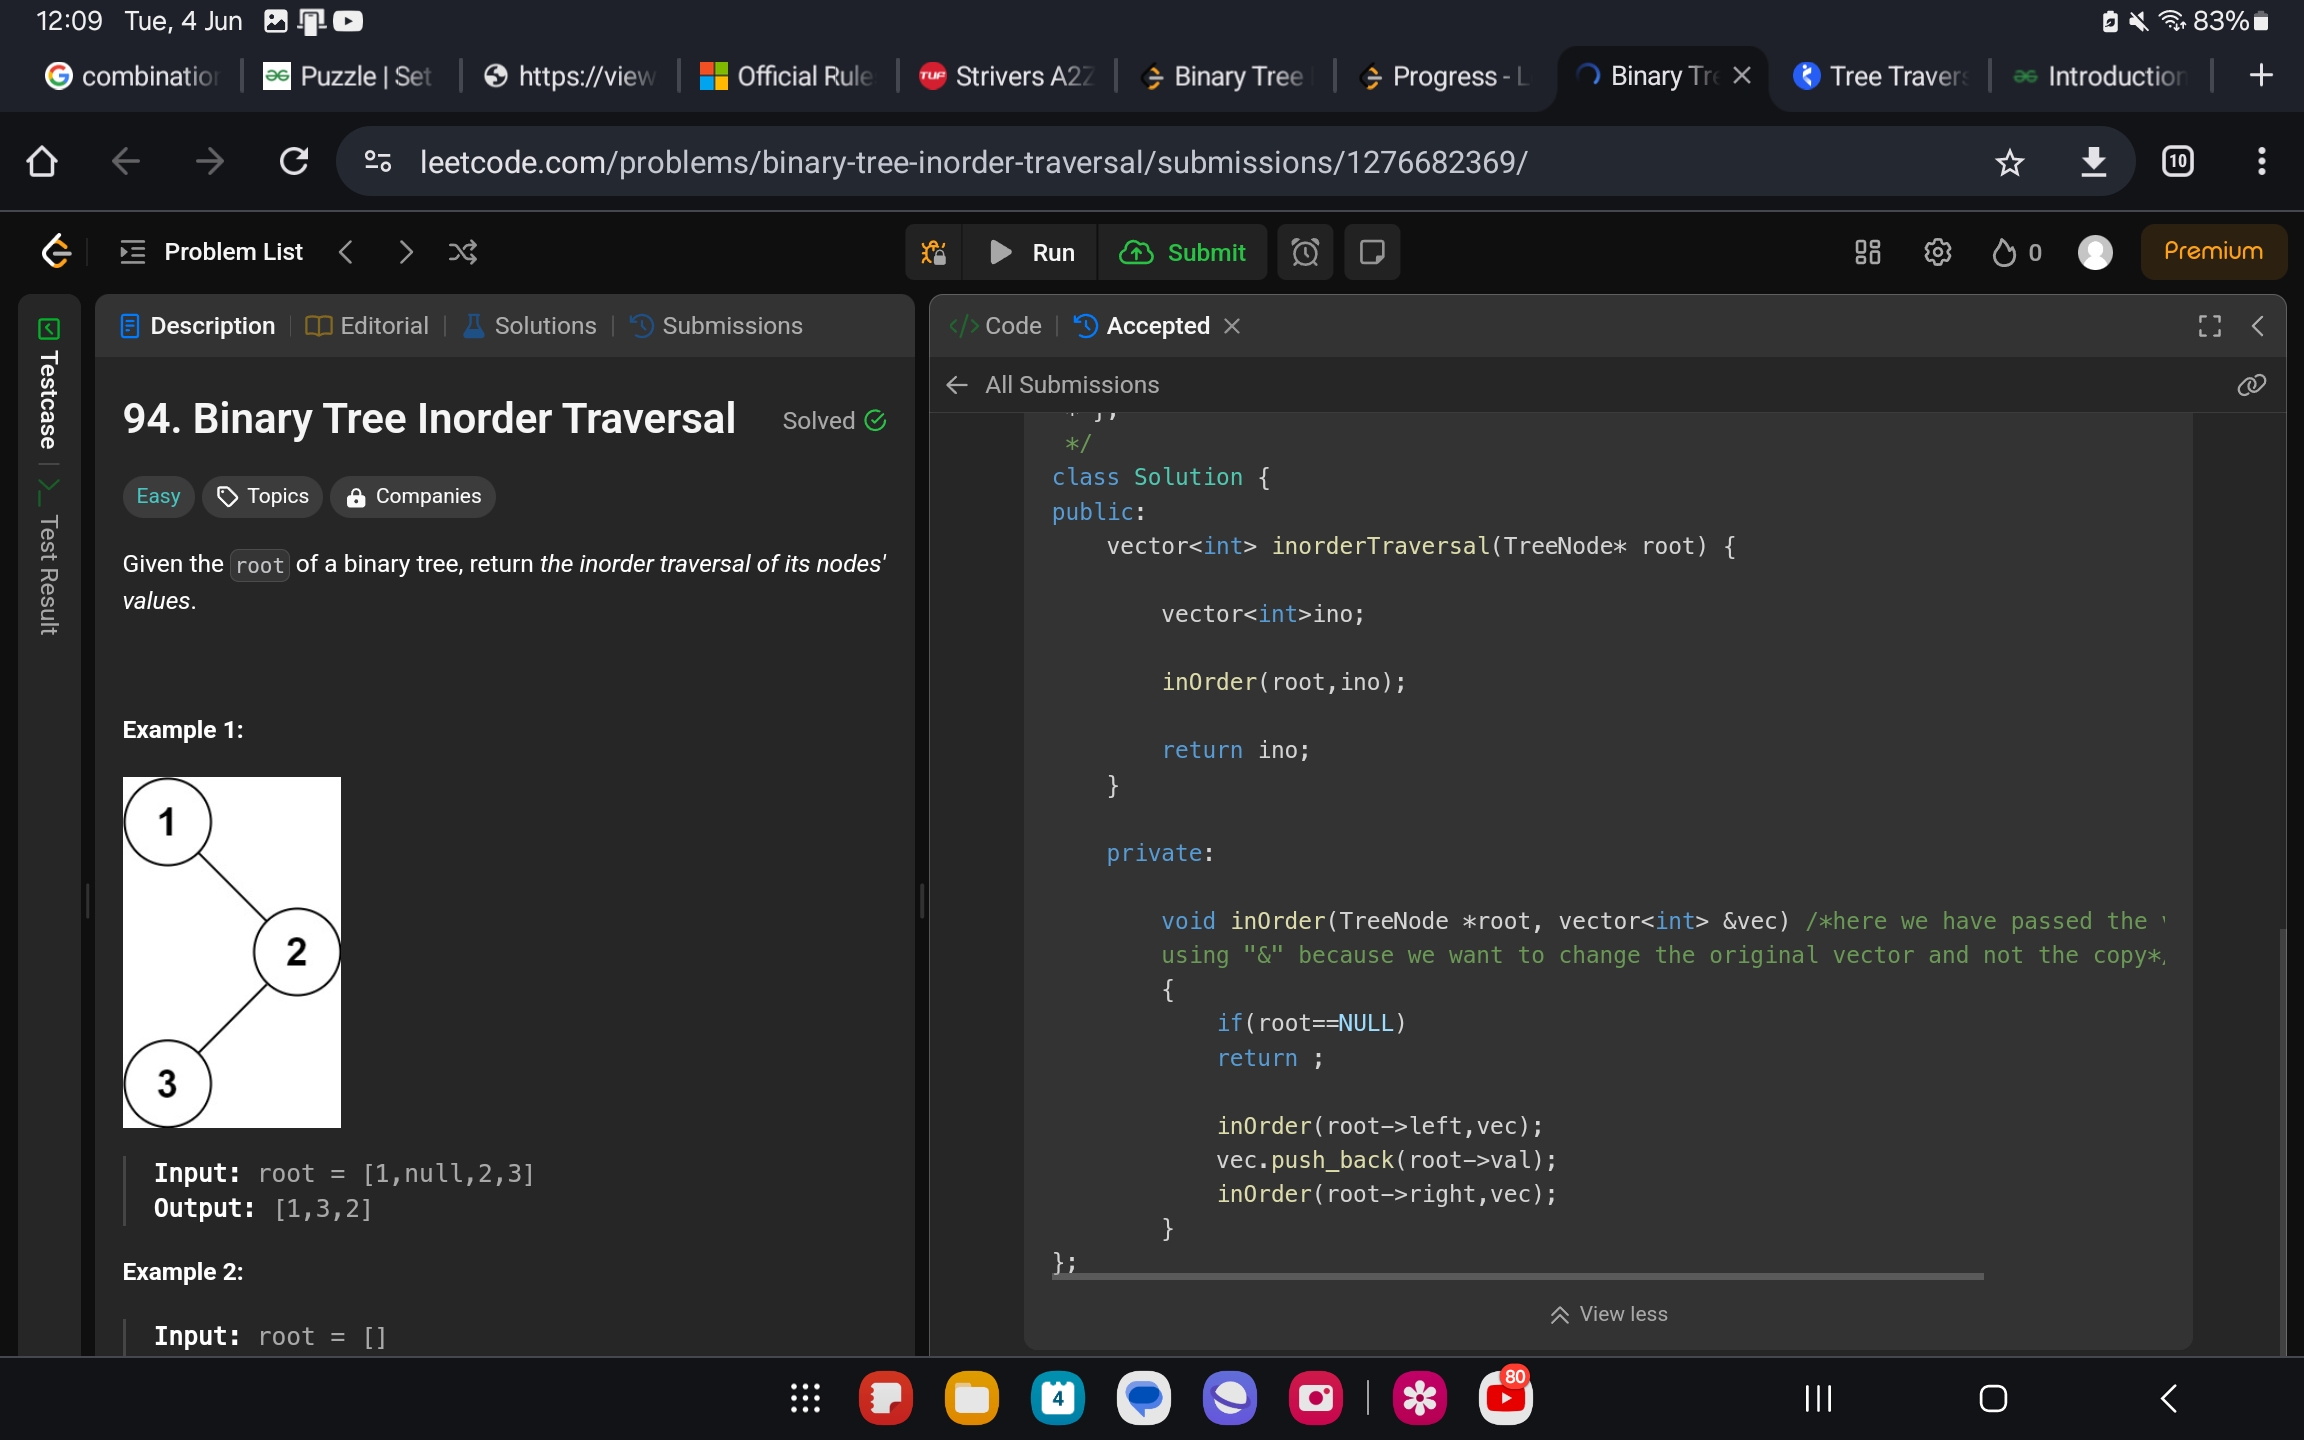 12:09 Tue, 4 Jun
83%
combination
Puzzle | Set
https://view
Official Rule
Strivers A2Z
Binary Tree
Progress - L
Binary Tre
Tree Travers
Introduction
leetcode.com/problems/binary-tree-inorder-traversal/submissions/1276682369/
10
Problem List
Run
Submit
0
Premium
Testcase
Test Result
Description
Editorial
Solutions
Submissions
94. Binary Tree Inorder Traversal
Solved
Easy
Topics
Companies
Given the root of a binary tree, return the inorder traversal of its nodes'
values.
Example 1:
1
2
3
Input: root = [1,null,2,3]
Output: [1,3,2]
Example 2:
Input: root = []
</> Code
Accepted
All Submissions
* };
*/
class Solution {
public:
vector<int> inorderTraversal(TreeNode* root) {
vector<int>ino;
inOrder(root,ino);
return ino;
}
private:
void inOrder(TreeNode *root, vector<int> &vec) /*here we have passed the
using "&" because we want to change the original vector and not the copy*
{
if(root==NULL)
return ;
inOrder(root->left,vec);
vec.push_back(root->val);
inOrder(root->right,vec);
}
};
View less
4
80